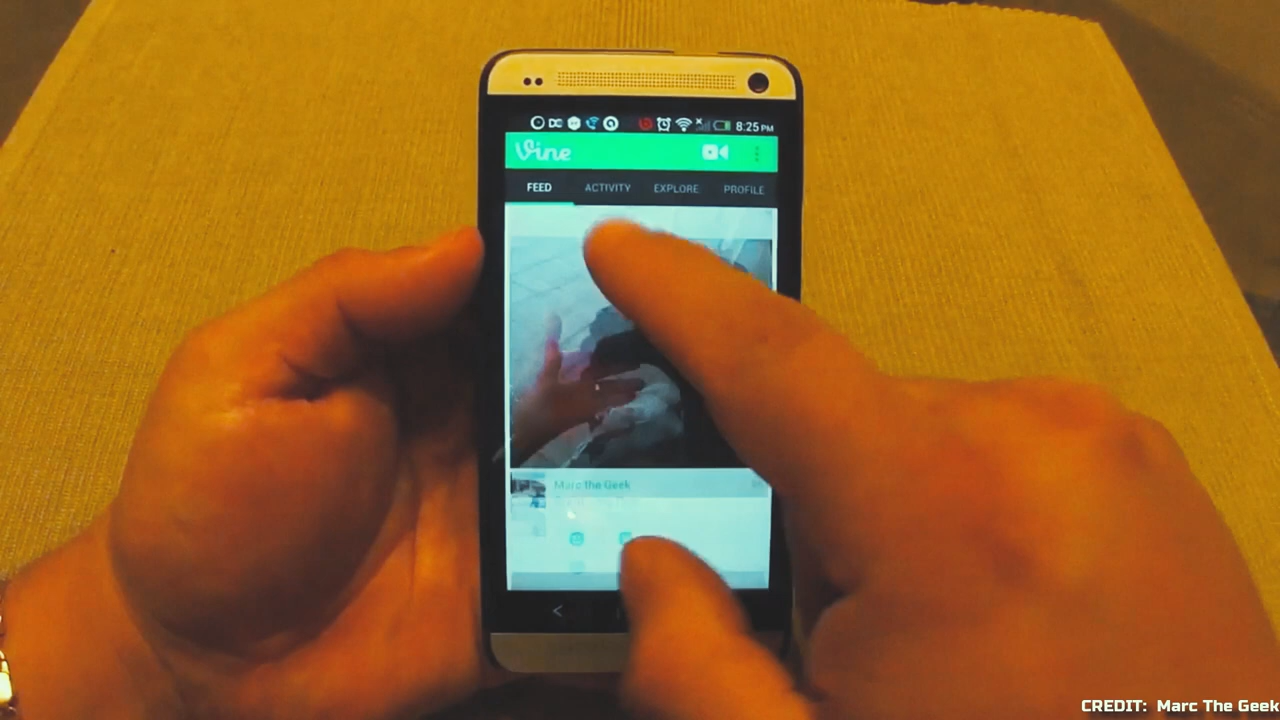 8:25 PM
Vine
FEED ACTIVITY EXPLORE PROFILE
Marc the Geek
CREDIT: Marc The Geek